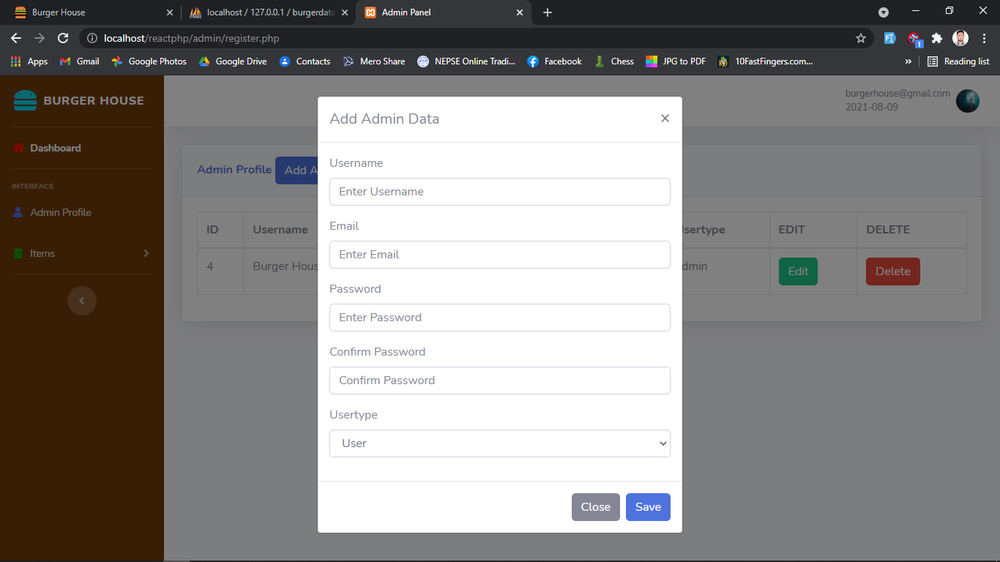 Burger House
localhost / 127.0.0.1 / burgerdata
Admin Panel
localhost/reactphp/admin/register.php
Apps
Gmail
Google Photos
Google Drive
Contacts
Mero Share
NEPSE Online Tradi...
Facebook
Chess
JPG to PDF
10FastFingers.com...
»
Reading list
1
BURGER HOUSE
Dashboard
INTERFACE
Admin Profile
Items
burgerhouse@gmail.com
2021-08-09
Admin Profile
Add A
ID
Username
Usertype
EDIT
DELETE
4
Burger Hous
dmin
Edit
Delete
Add Admin Data
×
Username
Enter Username
Email
Enter Email
Password
Enter Password
Confirm Password
Confirm Password
Usertype
User
Close
Save